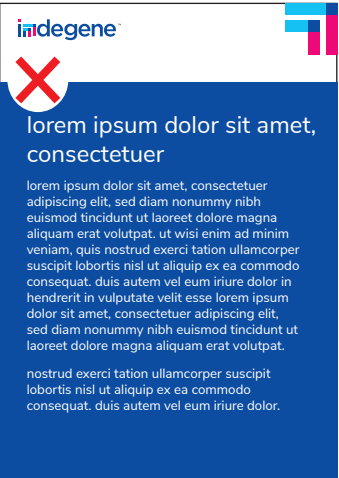 indegene™
lorem ipsum dolor sit amet,
consectetuer
lorem ipsum dolor sit amet, consectetuer
adipiscing elit, sed diam nonummy nibh
euismod tincidunt ut laoreet dolore magna
aliquam erat volutpat. ut wisi enim ad minim
veniam, quis nostrud exerci tation ullamcorper
suscipit lobortis nisl ut aliquip ex ea commodo
consequat. duis autem vel eum iriure dolor in
hendrerit in vulputate velit esse lorem ipsum
dolor sit amet, consectetuer adipiscing elit,
sed diam nonummy nibh euismod tincidunt ut
laoreet dolore magna aliquam erat volutpat.
nostrud exerci tation ullamcorper suscipit
lobortis nisl ut aliquip ex ea commodo
consequat. duis autem vel eum iriure dolor.